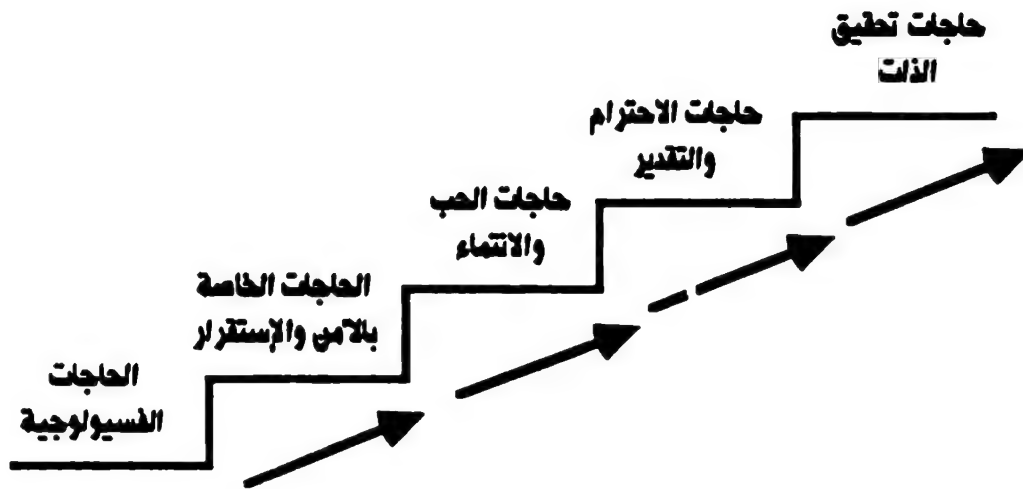 حاجات تحقيق
الذات
حاجات الاحترام
والتقدير
حاجات الحب
والانتماء
الحاجات الخاصة
بالأمن والإستقرار
الحاجات
الفسيولوجية